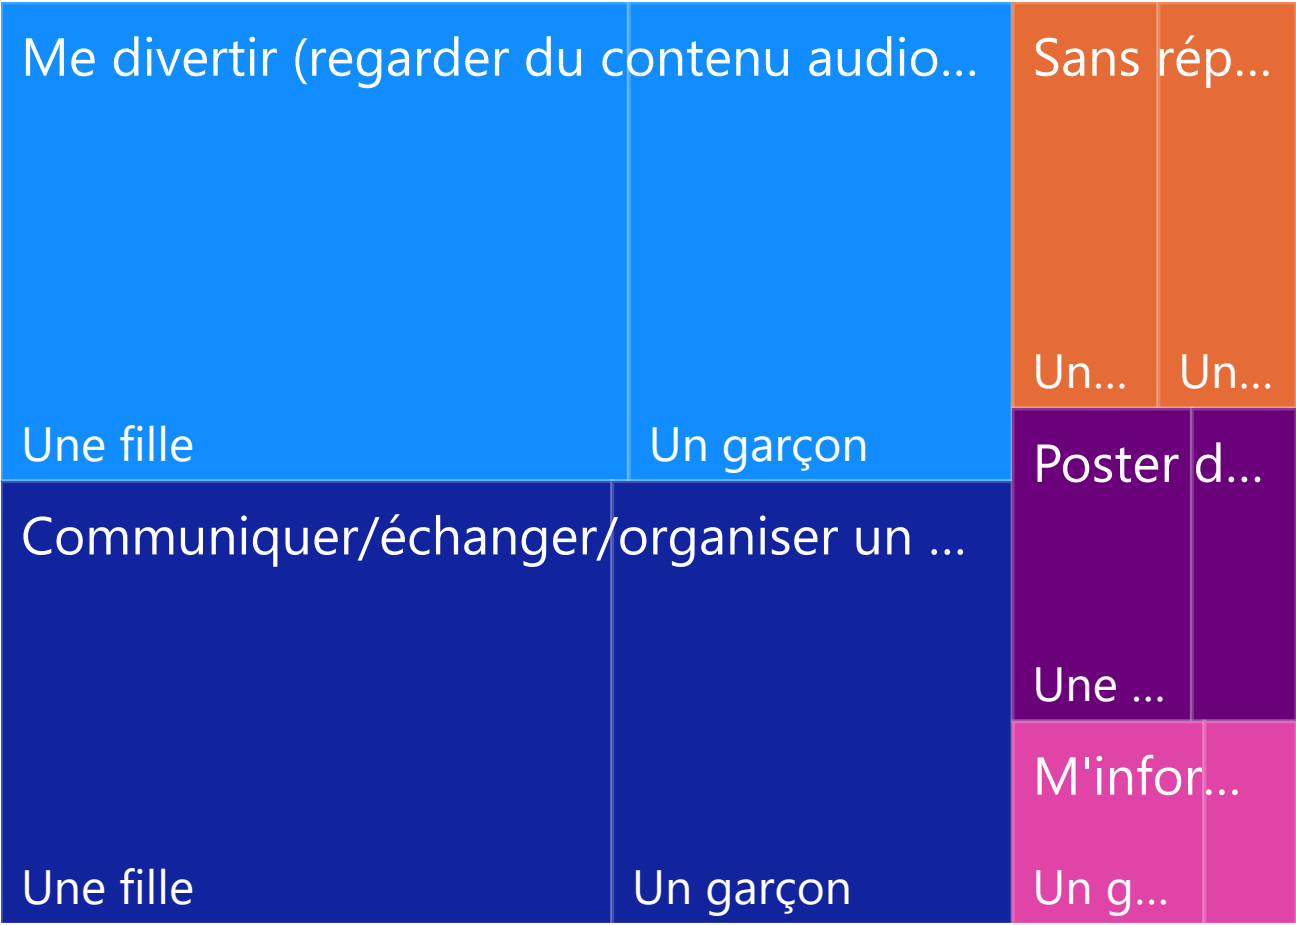 Me divertir (regarder du contenu audio...
Une fille
Un garçon
Communiquer/échanger/organiser un ...
Une fille
Un garçon
Sans rép...
Un...
Un...
Poster d...
Une ...
M'infor...
Un g...